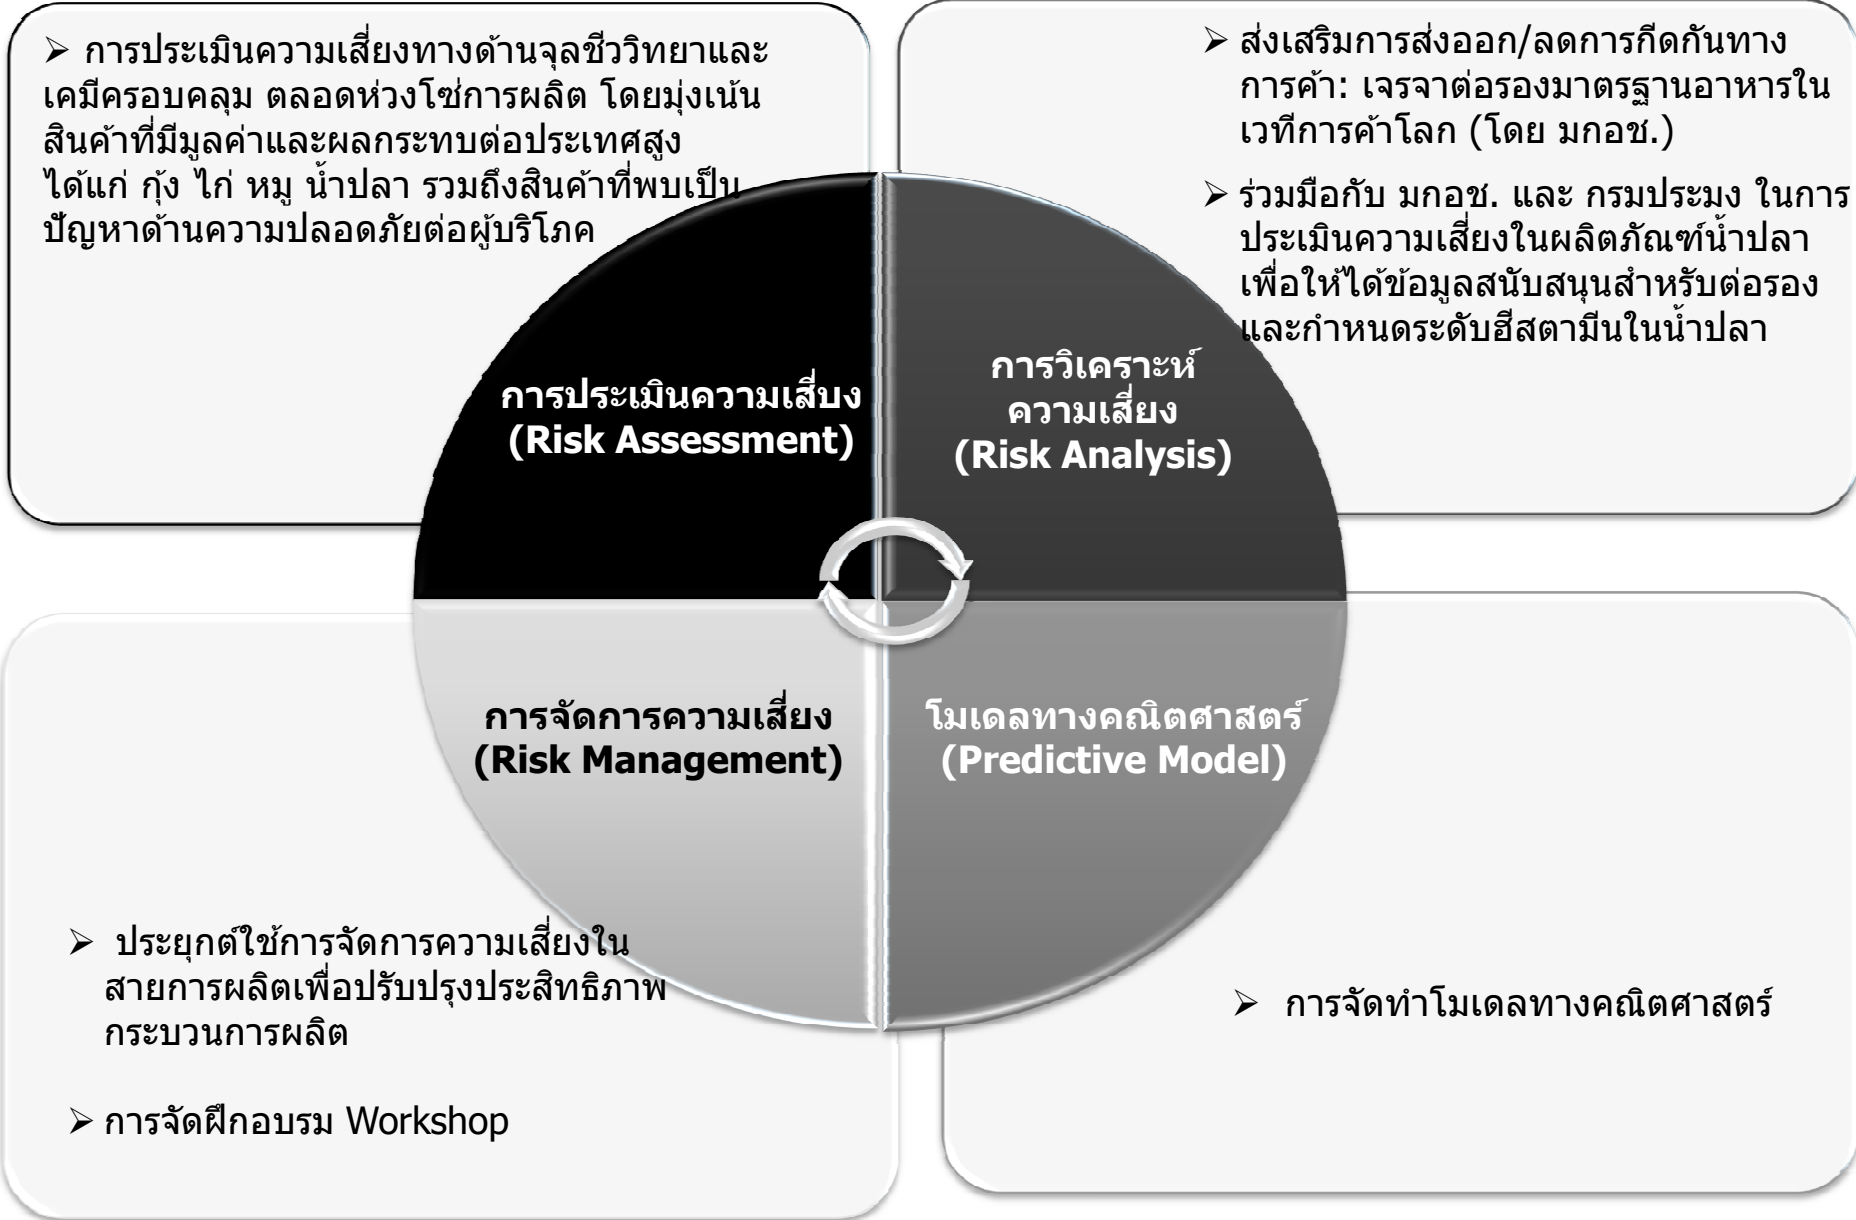 ➢ การประเมินความเสี่ยงทางด้านจุลชีววิทยาและ
เคมีครอบคลุม ตลอดห่วงโซ่การผลิต โดยมุ่งเน้น
สินค้าที่มีมูลค่าและผลกระทบต่อประเทศสูง
ได้แก่ กุ้ง ไก่ หมู น้ำปลา รวมถึงสินค้าที่พบเป็น
ปัญหาด้านความปลอดภัยต่อผู้บริโภค
➢ ส่งเสริมการส่งออก/ลดการกีดกันทาง
การค้า: เจรจาต่อรองมาตรฐานอาหารใน
เวทีการค้าโลก (โดย มกอช.)
➢ ร่วมมือกับ มกอช. และ กรมประมง ในการ
ประเมินความเสี่ยงในผลิตภัณฑ์น้ำปลา
เพื่อให้ได้ข้อมูลสนับสนุนสำหรับต่อรอง
และกำหนดระดับฮีสตามีนในน้ำปลา
การประเมินความเสี่บง
(Risk Assessment)
การวิเคราะห์
ความเสี่ยง
(Risk Analysis)
การจัดการความเสี่ยง
(Risk Management)
โมเดลทางคณิตศาสตร์
(Predictive Model)
➢ ประยุกต์ใช้การจัดการความเสี่ยงใน
สายการผลิตเพื่อปรับปรุงประสิทธิภาพ
กระบวนการผลิต
➢ การจัดฝึกอบรม Workshop
➢ การจัดทำโมเดลทางคณิตศาสตร์